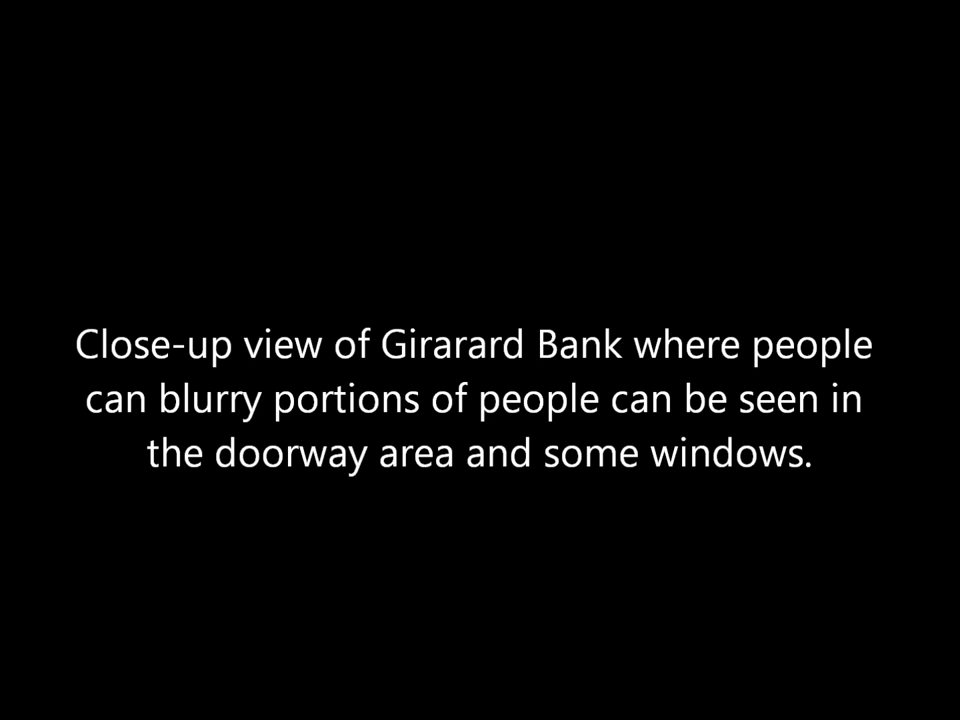 Close-up view of Girarard Bank where people
can blurry portions of people can be seen in
the doorway area and some windows.